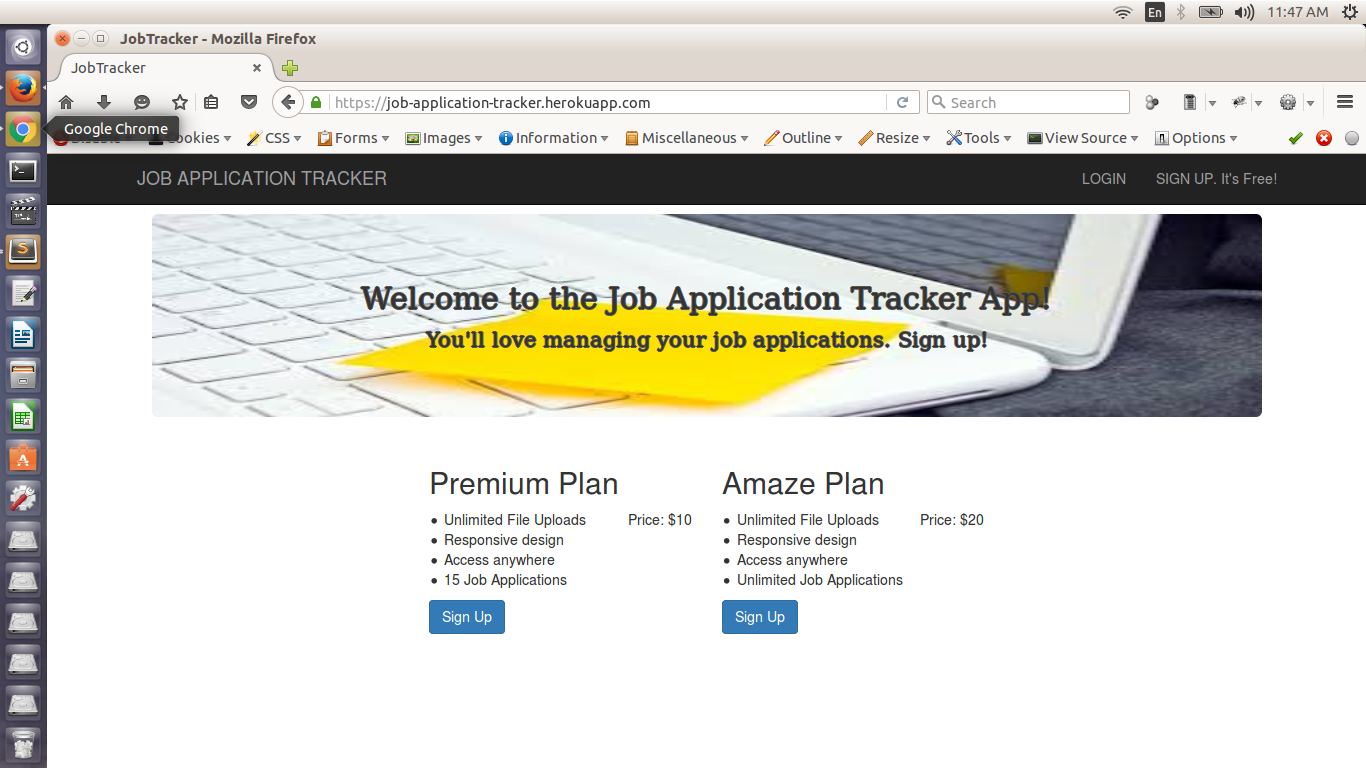 En
11:47 AM
JobTracker - Mozilla Firefox
JobTracker
https://job-application-tracker.herokuapp.com
Search
Google Chrome
Cookies
CSS
Forms
Images
Information
Miscellaneous
Outline
Resize
Tools
View Source
Options
JOB APPLICATION TRACKER
LOGIN
SIGN UP. It's Free!
Welcome to the Job Application Tracker App!
You'll love managing your job applications. Sign up!
Premium Plan
• Unlimited File Uploads Price: $10
• Responsive design
• Access anywhere
• 15 Job Applications
Sign Up
Amaze Plan
• Unlimited File Uploads Price: $20
• Responsive design
• Access anywhere
• Unlimited Job Applications
Sign Up